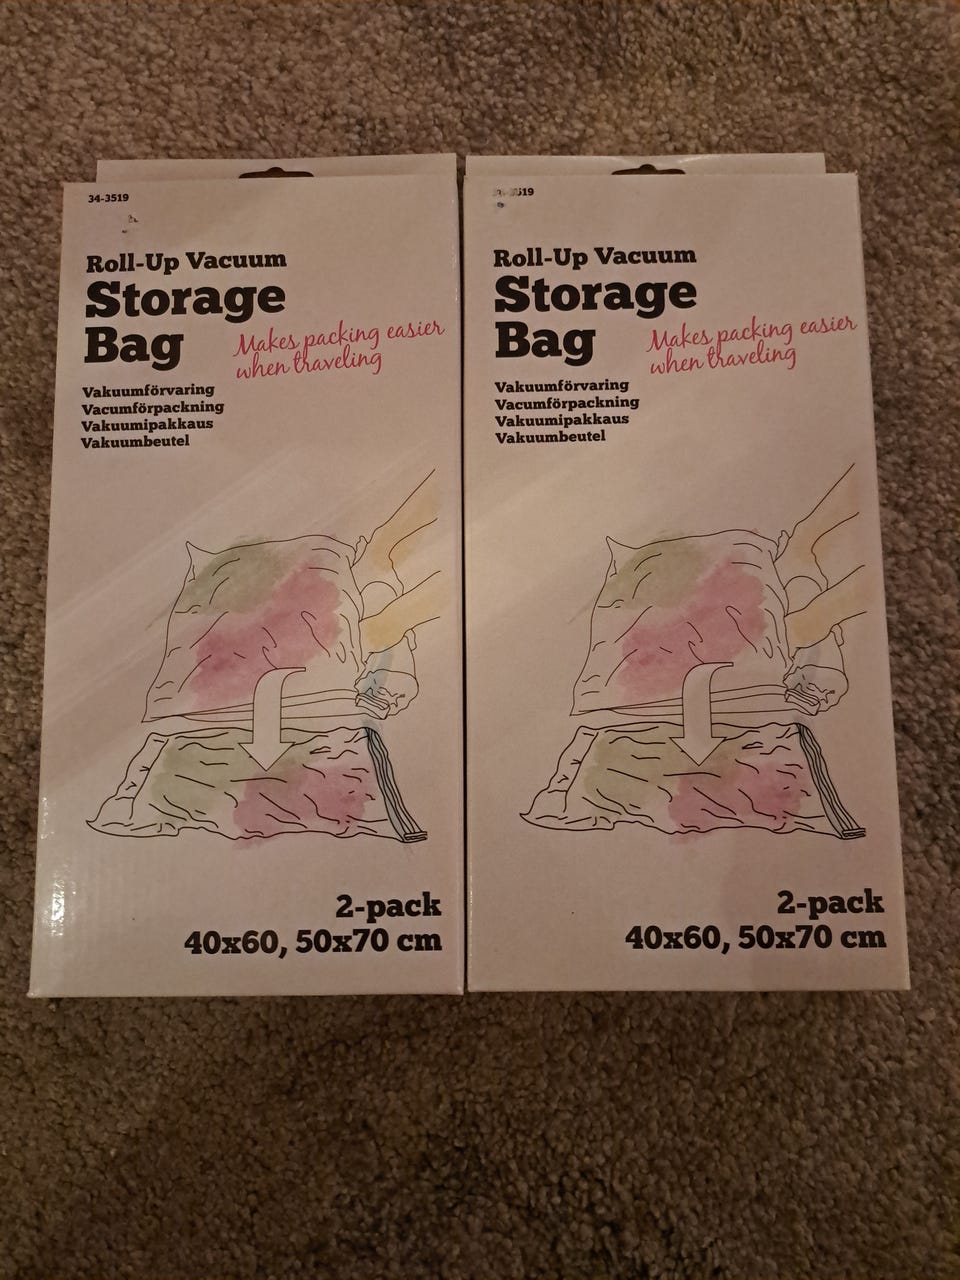 34-3519
Roll-Up Vacuum
Storage
Bag
Makes packing easier
when traveling
Vakuumförvaring
Vacumförpackning
Vakuumipakkaus
Vakuumbeutel
2-pack
40x60, 50x70 cm
Roll-Up Vacuum
Storage
Bag
Makes packing easier
when traveling
Vakuumförvaring
Vacumförpackning
Vakuumipakkaus
Vakuumbeutel
2-pack
40x60, 50x70 cm